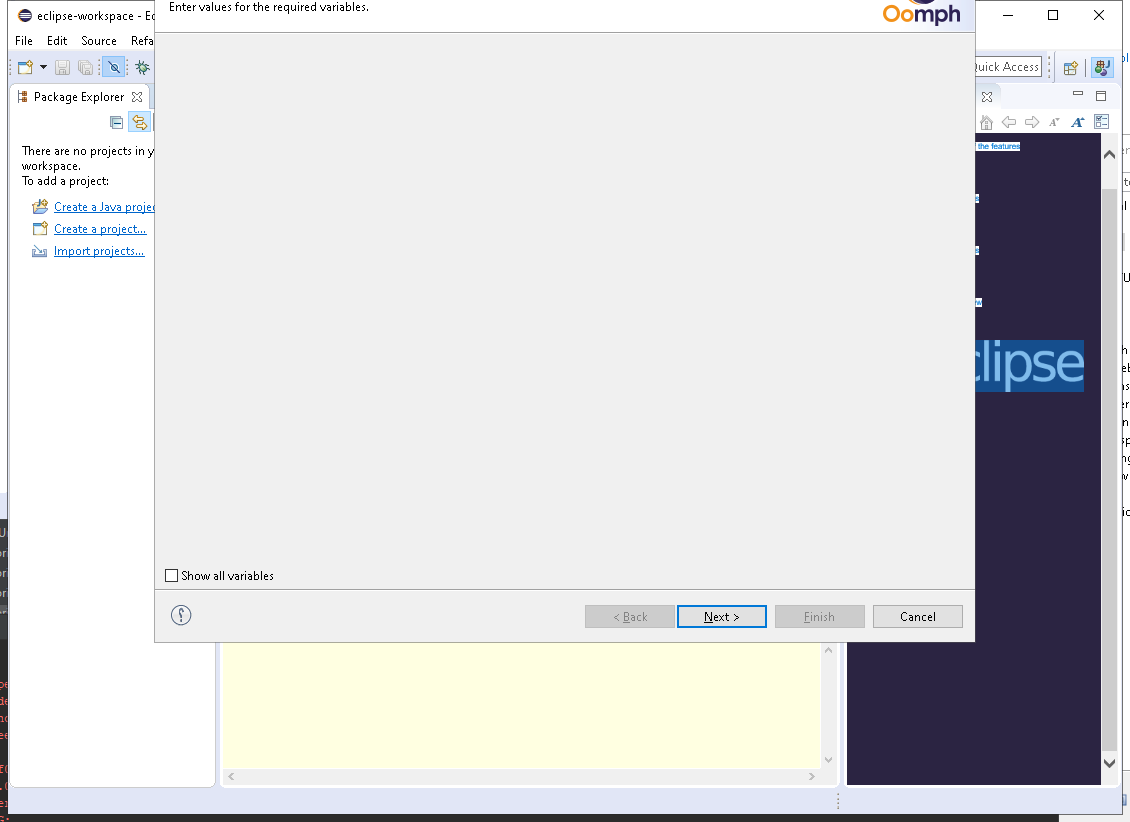 eclipse-workspace - Ec
Enter values for the required variables.
Oomph
File Edit Source Refa
Quick Access
Package Explorer
the features
There are no projects in y
workspace.
To add a project:
Create a Java projec
Create a project...
Import projects...
clipse
Show all variables
< Back
Next >
Finish
Cancel